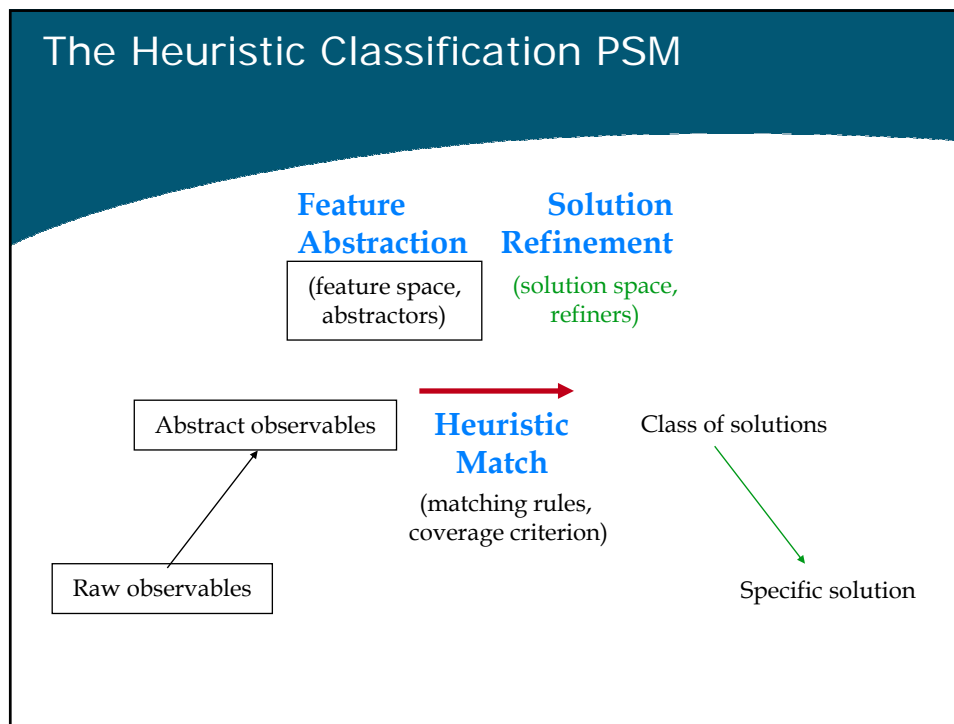 The Heuristic Classification PSM
Feature
Abstraction
(feature space,
abstractors)
Solution
Refinement
(solution space,
refiners)
Abstract observables
Heuristic
Match
(matching rules,
coverage criterion)
Class of solutions
Raw observables
Specific solution